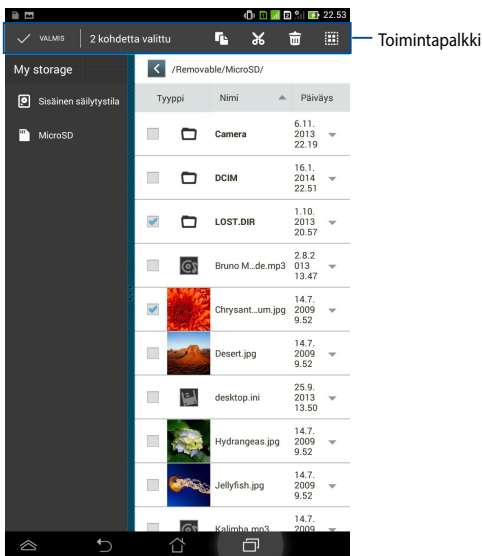 22.53
VALMIS 2 kohdetta valittu
Toimintapalkki
My storage
/Removable/MicroSD/
Sisäinen säilytystila
MicroSD
Tyyppi Nimi Päiväys
Camera
6.11.
2013
22.19
DCIM
16.1.
2014
22.51
LOST.DIR
1.10.
2013
20.57
Bruno M...de.mp3
2.8.2
013
13.47
Chrysant...um.jpg
14.7.
2009
9.52
Desert.jpg
14.7.
2009
9.52
desktop.ini
25.9.
2013
13.50
Hydrangeas.jpg
14.7.
2009
9.52
Jellyfish.jpg
14.7.
2009
9.52
Kalimba.mp3
14.7.
2009